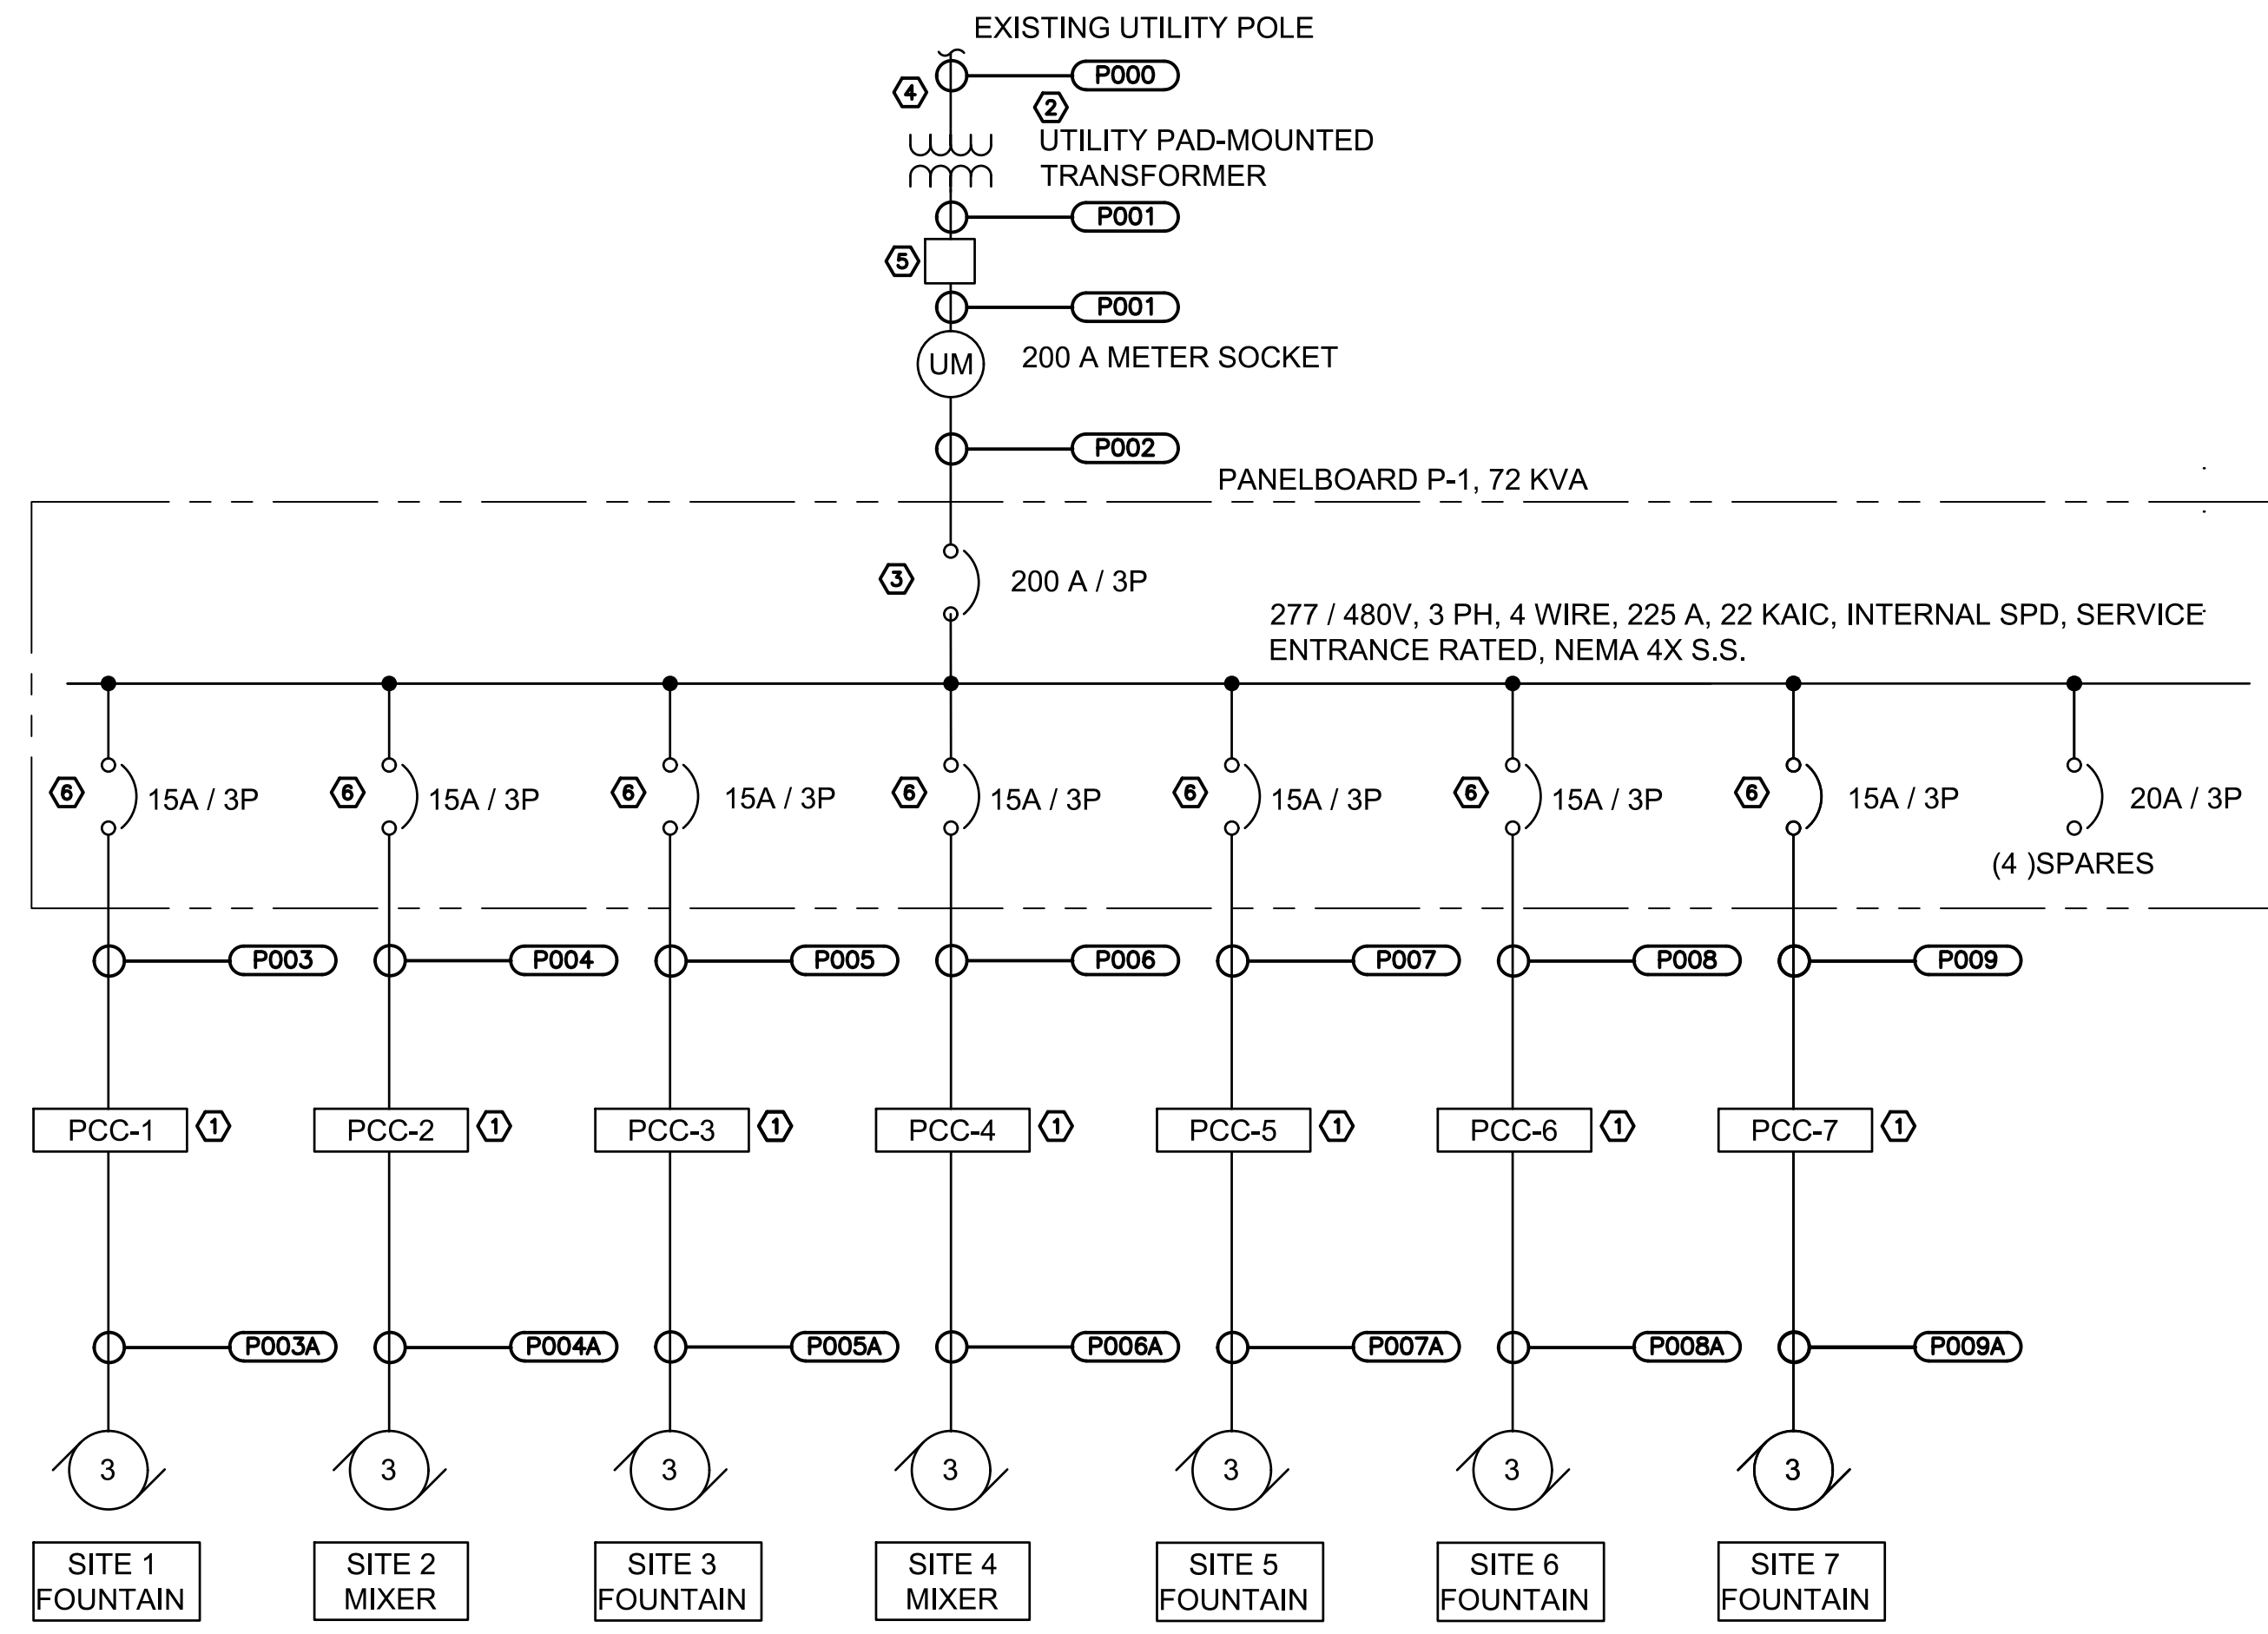 EXISTING UTILITY POLE
P000
4
2
UTILITY PAD-MOUNTED
TRANSFORMER
P001
5
P001
UM
200 A METER SOCKET
P002
PANELBOARD P-1, 72 KVA
3
200 A / 3P
277 / 480V, 3 PH, 4 WIRE, 225 A, 22 KAIC, INTERNAL SPD, SERVICE
ENTRANCE RATED, NEMA 4X S.S.
6 15A / 3P 6 15A / 3P 6 15A / 3P 6 15A / 3P 6 15A / 3P 6 15A / 3P 6 15A / 3P 20A / 3P
(4 )SPARES
P003 P004 P005 P006 P007 P008 P009
PCC-1 1 PCC-2 1 PCC-3 1 PCC-4 1 PCC-5 1 PCC-6 1 PCC-7 1
P003A P004A P005A P006A P007A P008A P009A
3 3 3 3 3 3 3
SITE 1
FOUNTAIN
SITE 2
MIXER
SITE 3
FOUNTAIN
SITE 4
MIXER
SITE 5
FOUNTAIN
SITE 6
FOUNTAIN
SITE 7
FOUNTAIN